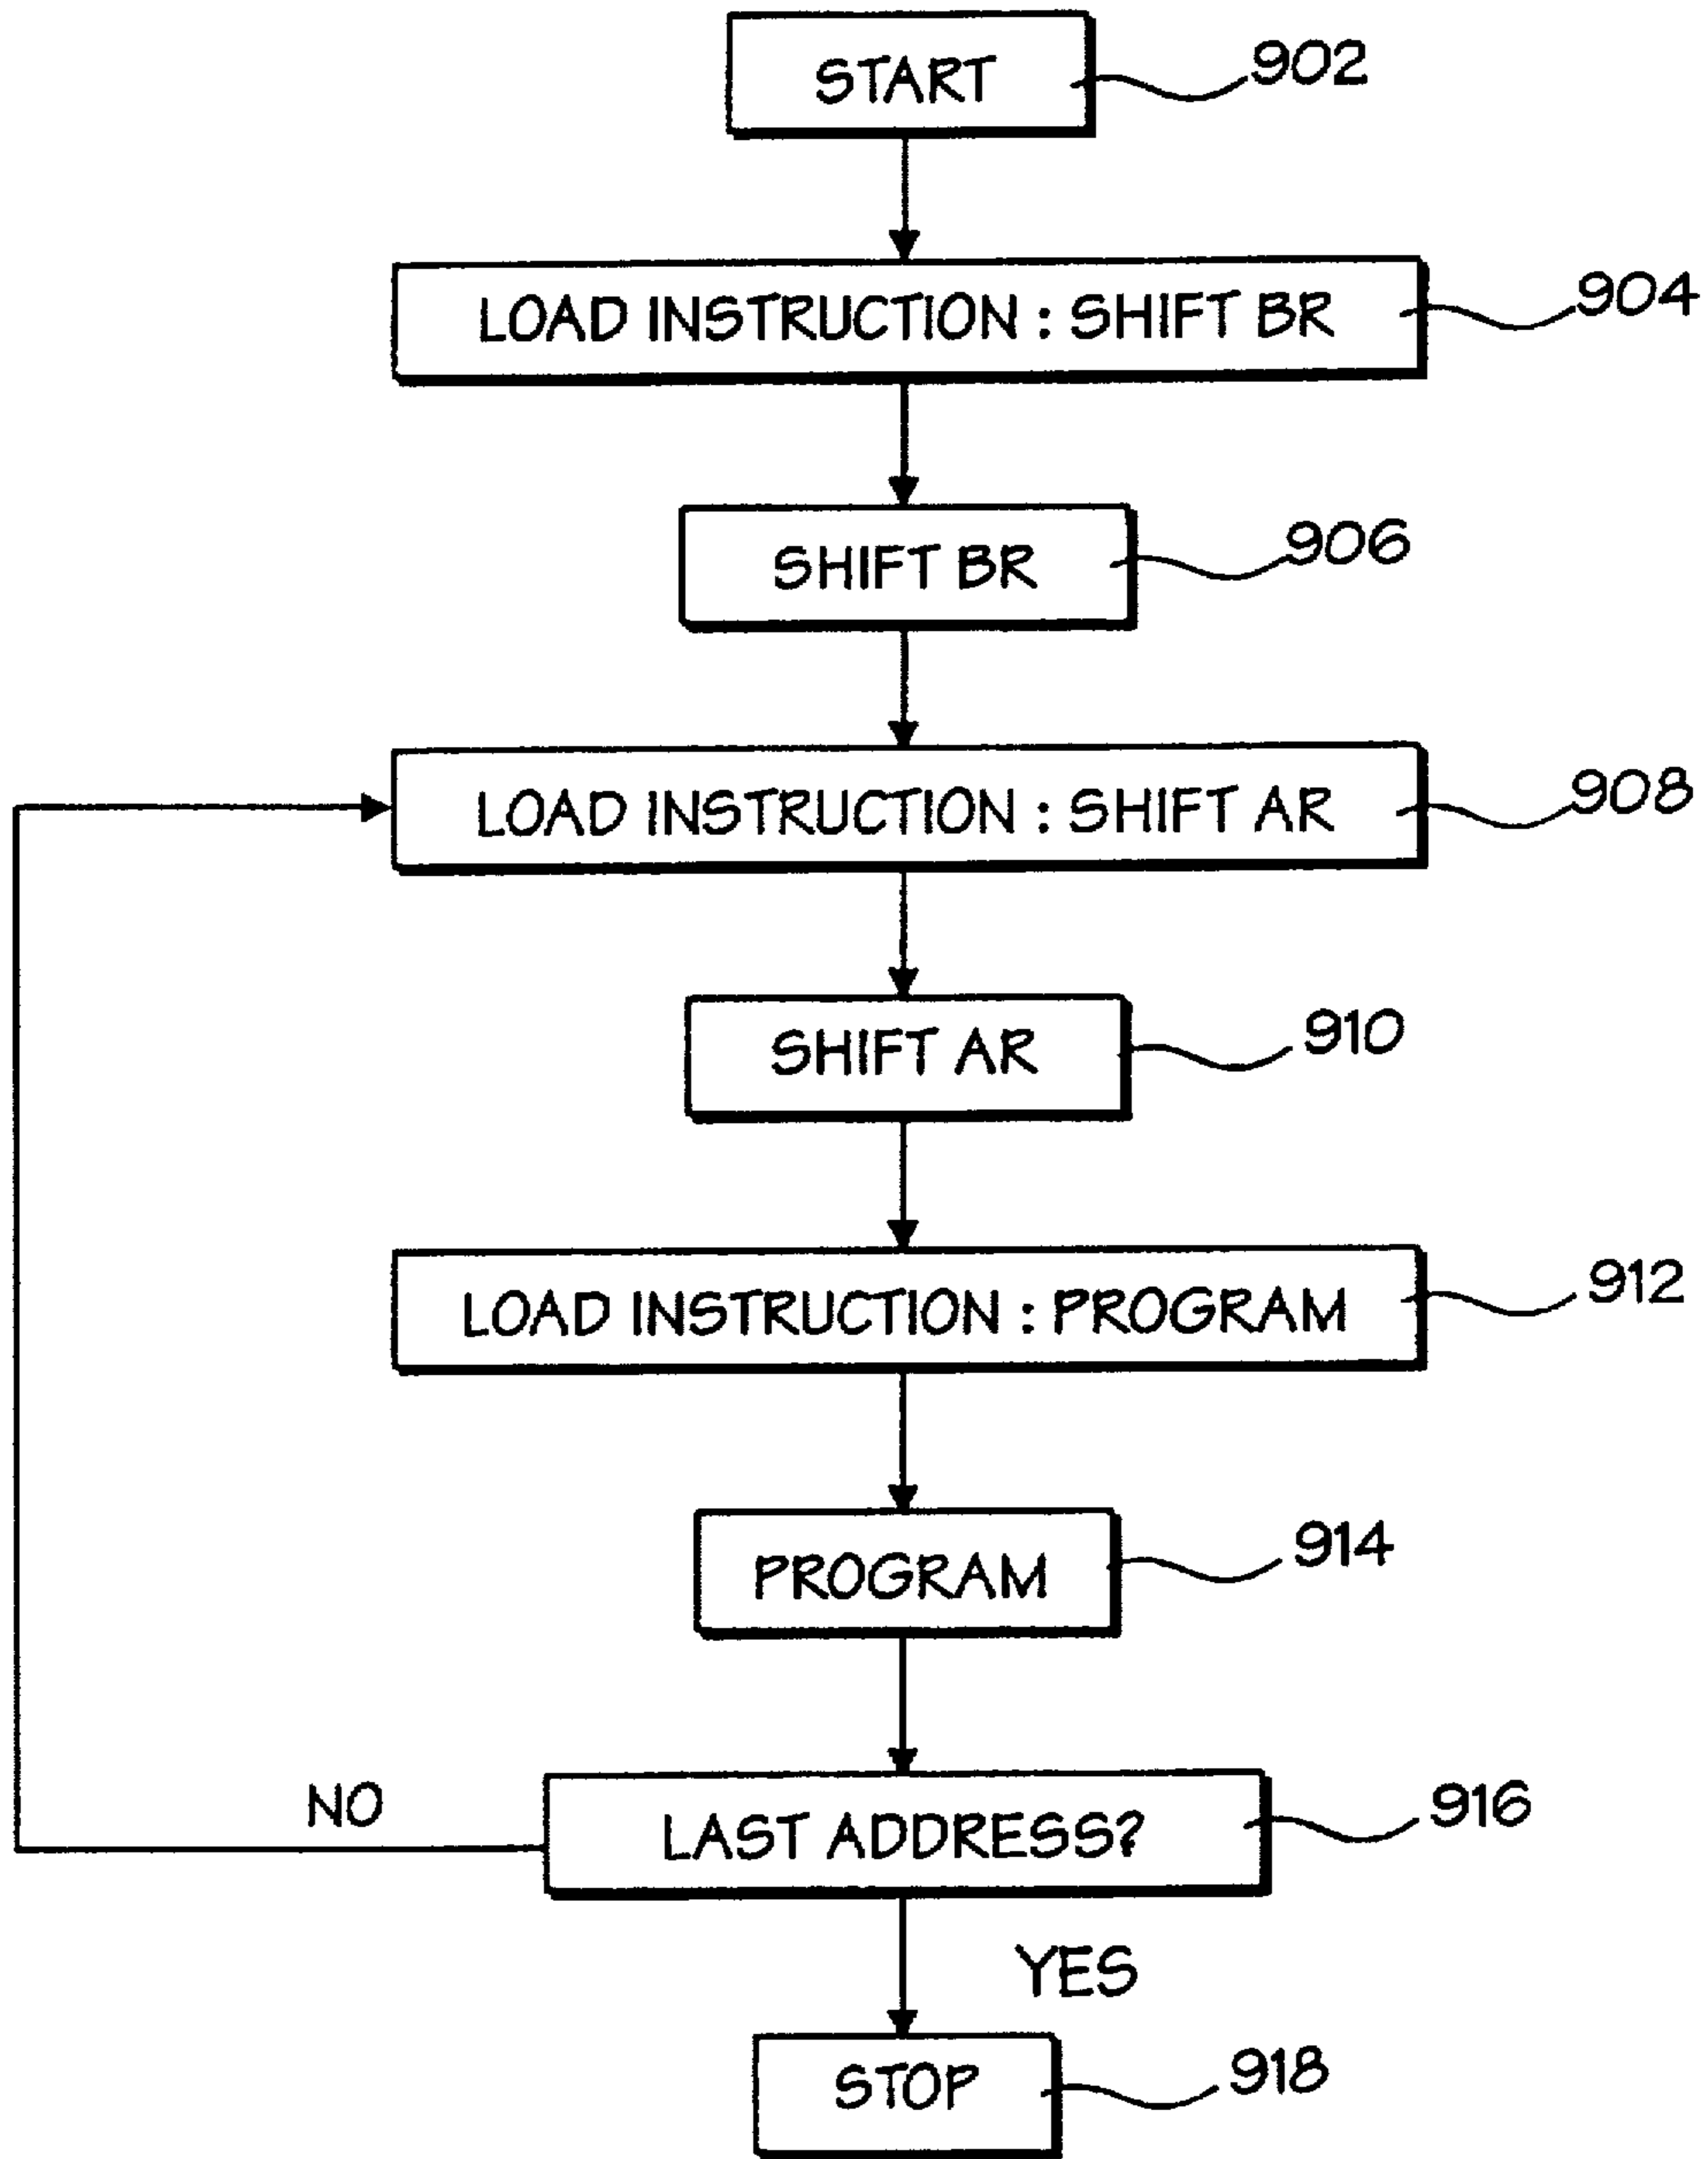 START
902
LOAD INSTRUCTION : SHIFT BR
904
SHIFT BR
906
LOAD INSTRUCTION : SHIFT AR
908
SHIFT AR
910
LOAD INSTRUCTION : PROGRAM
912
PROGRAM
914
NO
LAST ADDRESS?
916
YES
STOP
918